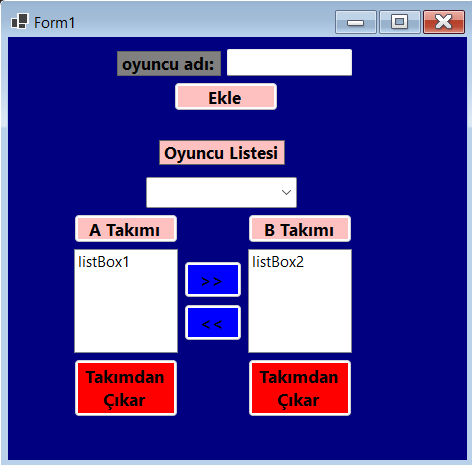 Form1
oyuncu adı:
Ekle
Oyuncu Listesi
A Takımı
B Takımı
listBox1
listBox2
>>
<<
Takımdan
Çıkar
Takımdan
Çıkar